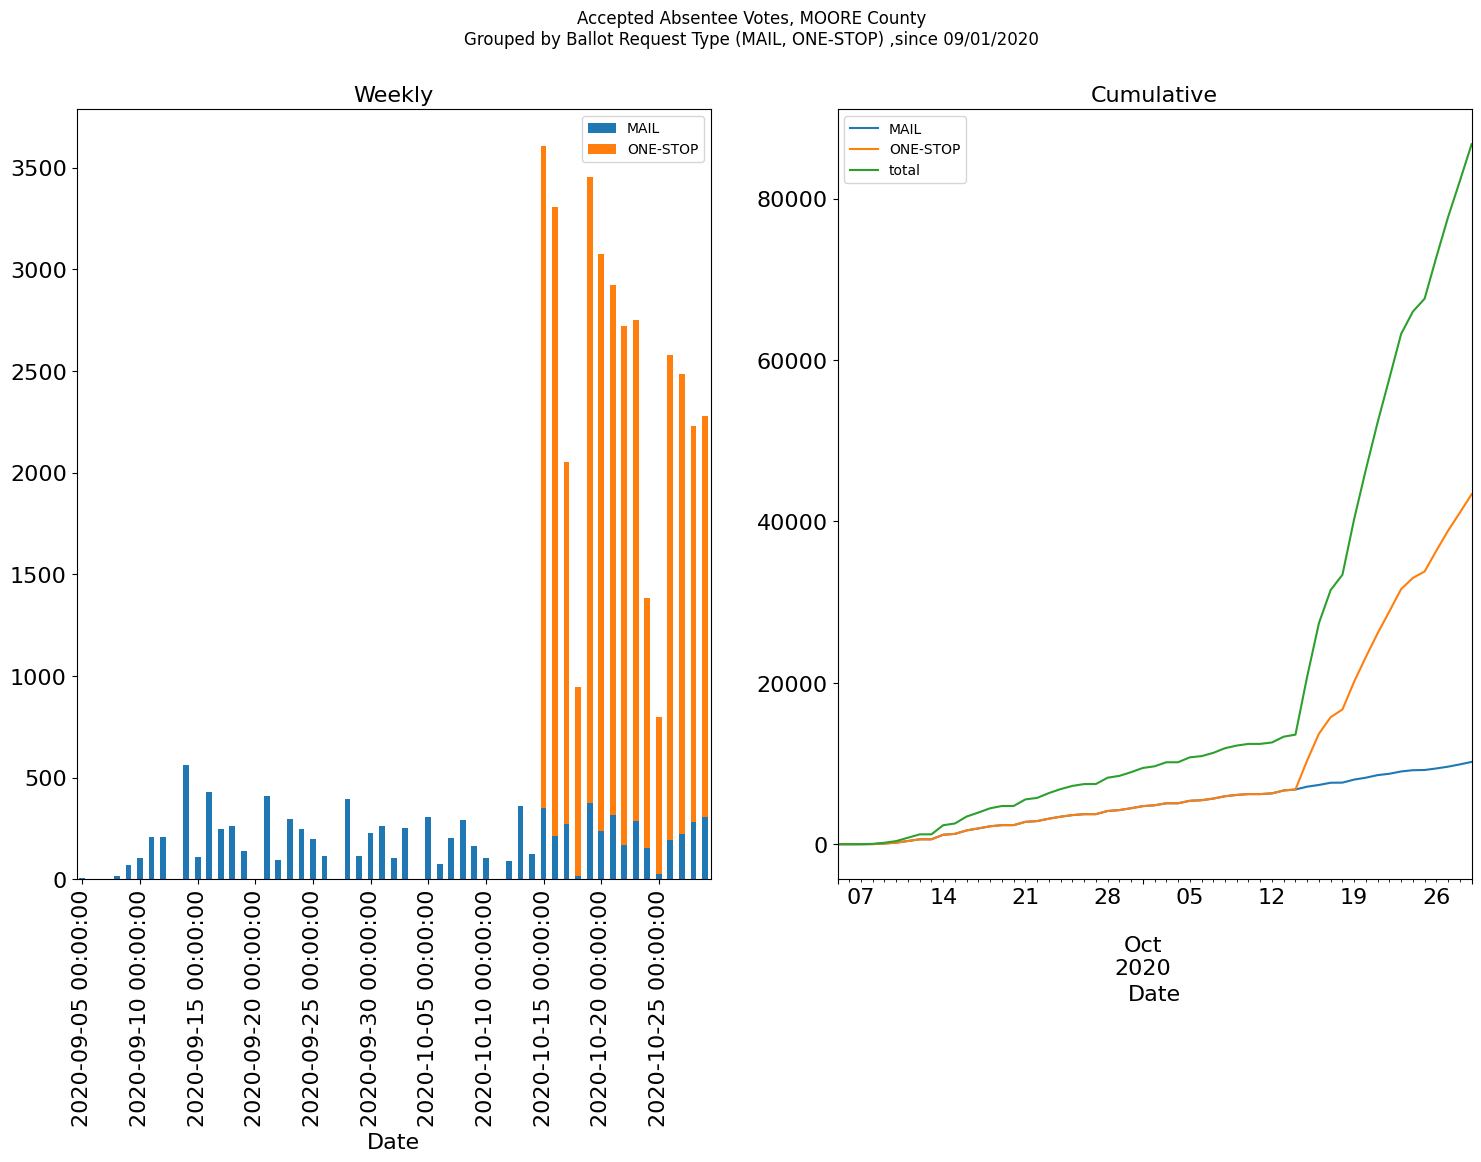 Accepted Absentee Votes, MOORE County
Grouped by Ballot Request Type (MAIL, ONE-STOP) ,since 09/01/2020
Weekly
MAIL
ONE-STOP
3500
3000
2500
2000
1500
1000
500
0
2020-09-05 00:00:00
2020-09-10 00:00:00
2020-09-15 00:00:00
2020-09-20 00:00:00
2020-09-25 00:00:00
2020-09-30 00:00:00
2020-10-05 00:00:00
2020-10-10 00:00:00
2020-10-15 00:00:00
2020-10-20 00:00:00
2020-10-25 00:00:00
Date
Cumulative
MAIL
ONE-STOP
total
80000
60000
40000
20000
0
07 14 21 28 05 12 19 26
Oct
2020
Date